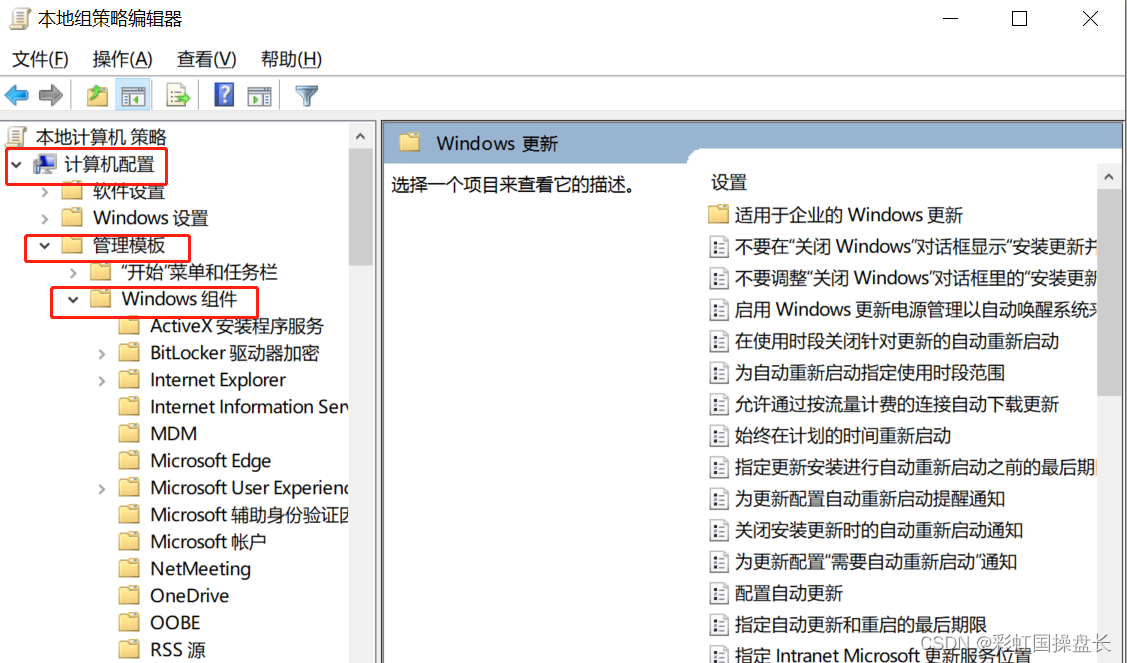 本地组策略编辑器
文件(F) 操作(A) 查看(V) 帮助(H)
本地计算机 策略
计算机配置
软件设置
Windows 设置
管理模板
“开始”菜单和任务栏
Windows 组件
ActiveX 安装程序服务
BitLocker 驱动器加密
Internet Explorer
Internet Information Serv
MDM
Microsoft Edge
Microsoft User Experienc
Microsoft 辅助身份验证因
Microsoft 帐户
NetMeeting
OneDrive
OOBE
RSS 源
Windows 更新
选择一个项目来查看它的描述。
设置
适用于企业的 Windows 更新
不要在“关闭 Windows”对话框显示“安装更新并
不要调整“关闭 Windows”对话框里的“安装更新
启用 Windows 更新电源管理以自动唤醒系统来
在使用时段关闭针对更新的自动重新启动
为自动重新启动指定使用时段范围
允许通过按流量计费的连接自动下载更新
始终在计划的时间重新启动
指定更新安装进行自动重新启动之前的最后期限
为更新配置自动重新启动提醒通知
关闭安装更新时的自动重新启动通知
为更新配置“需要自动重新启动”通知
配置自动更新
指定自动更新和重启的最后期限
指定 Intranet Microsoft 更新服务位置
CSDN @彩虹国操盘长